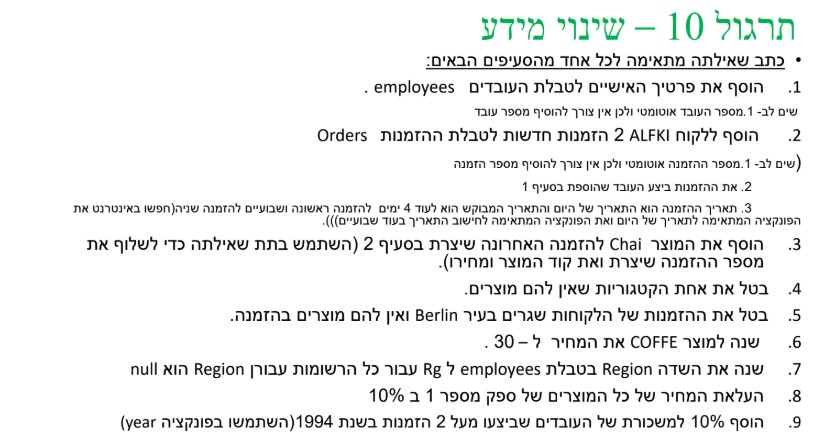 תרגול 10 – שינוי מידע
• כתב שאילתה מתאימה לכל אחד מהסעיפים הבאים:
1. הוסף את פרטיך האישיים לטבלת העובדים employees .
שים לב- 1.מספר העובד אוטומטי ולכן אין צורך להוסיף מספר עובד
2. הוסף ללקוח ALFKI 2 הזמנות חדשות לטבלת ההזמנות Orders
(שים לב- 1.מספר ההזמנה אוטומטי ולכן אין צורך להוסיף מספר הזמנה
2. את ההזמנות ביצע העובד שהוספת בסעיף 1
3. תאריך ההזמנה הוא התאריך של היום והתאריך המבוקש הוא לעוד 4 ימים להזמנה ראשונה ושבועיים להזמנה שניה(חפשו באינטרנט את
הפונקציה המתאימה לתאריך של היום ואת הפונקציה המתאימה לחישוב התאריך בעוד שבועיים))).
3. הוסף את המוצר Chai להזמנה האחרונה שיצרת בסעיף 2 (השתמש בתת שאילתה כדי לשלוף את
מספר ההזמנה שיצרת ואת קוד המוצר ומחירו).
4. בטל את אחת הקטגוריות שאין להם מוצרים.
5. בטל את ההזמנות של הלקוחות שגרים בעיר Berlin ואין להם מוצרים בהזמנה.
6. שנה למוצר COFFE את המחיר ל – 30 .
7. שנה את השדה Region בטבלת employees ל Rg עבור כל הרשומות עבורן Region הוא null
8. העלאת המחיר של כל המוצרים של ספק מספר 1 ב 10%
9. הוסף 10% למשכורת של העובדים שביצעו מעל 2 הזמנות בשנת 1994(השתמשו בפונקציה year)